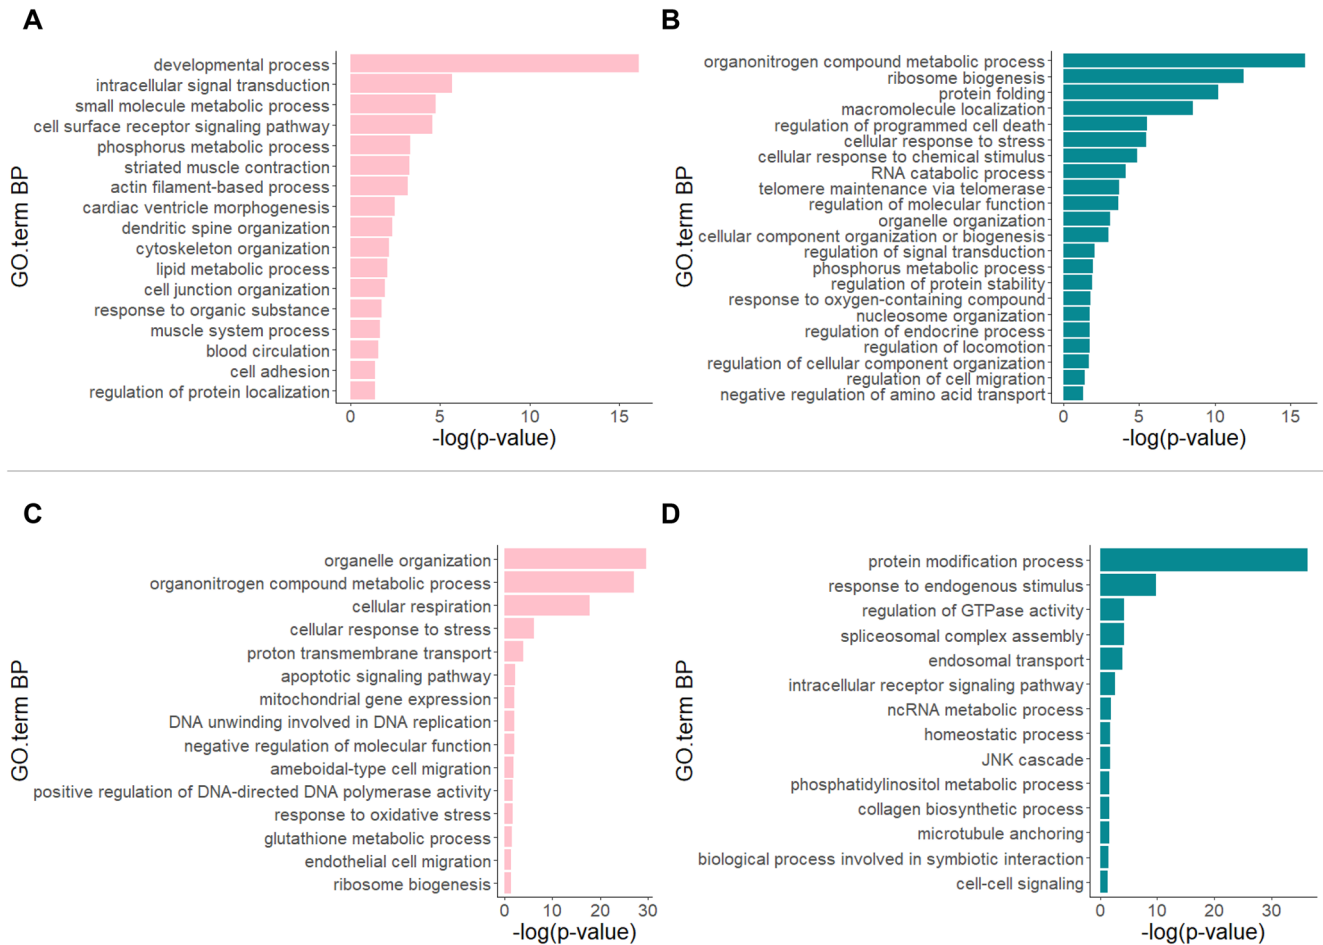 A
GO.term BP
developmental process
intracellular signal transduction
small molecule metabolic process
cell surface receptor signaling pathway
phosphorus metabolic process
striated muscle contraction
actin filament-based process
cardiac ventricle morphogenesis
dendritic spine organization
cytoskeleton organization
lipid metabolic process
cell junction organization
response to organic substance
muscle system process
blood circulation
cell adhesion
regulation of protein localization
0 5 10 15
-log(p-value)
B
GO.term BP
organonitrogen compound metabolic process
ribosome biogenesis
protein folding
macromolecule localization
regulation of programmed cell death
cellular response to stress
cellular response to chemical stimulus
RNA catabolic process
telomere maintenance via telomerase
regulation of molecular function
organelle organization
cellular component organization or biogenesis
regulation of signal transduction
phosphorus metabolic process
regulation of protein stability
response to oxygen-containing compound
nucleosome organization
regulation of endocrine process
regulation of locomotion
regulation of cellular component organization
regulation of cell migration
negative regulation of amino acid transport
0 5 10 15
-log(p-value)
C
GO.term BP
organelle organization
organonitrogen compound metabolic process
cellular respiration
cellular response to stress
proton transmembrane transport
apoptotic signaling pathway
mitochondrial gene expression
DNA unwinding involved in DNA replication
negative regulation of molecular function
ameboidal-type cell migration
positive regulation of DNA-directed DNA polymerase activity
response to oxidative stress
glutathione metabolic process
endothelial cell migration
ribosome biogenesis
0 10 20 30
-log(p-value)
D
GO.term BP
protein modification process
response to endogenous stimulus
regulation of GTPase activity
spliceosomal complex assembly
endosomal transport
intracellular receptor signaling pathway
ncRNA metabolic process
homeostatic process
JNK cascade
phosphatidylinositol metabolic process
collagen biosynthetic process
microtubule anchoring
biological process involved in symbiotic interaction
cell-cell signaling
0 10 20 30
-log(p-value)